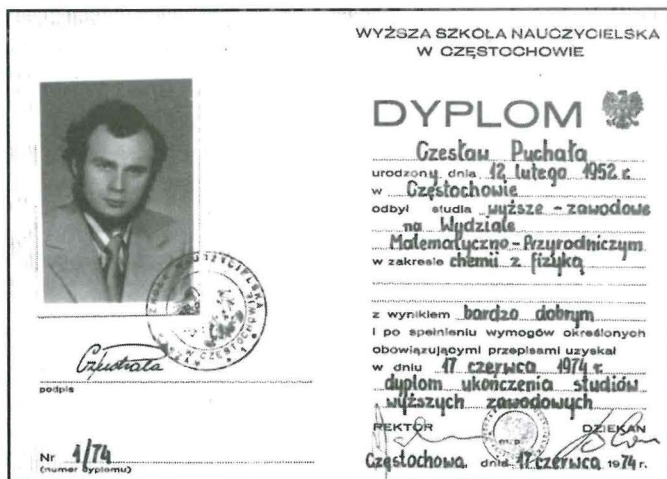 WYŻSZA SZKOŁA NAUCZYCIELSKA
W CZĘSTOCHOWIE
DYPLOM
Czesław Puchała
urodzony dnia 12 lutego 1952 r.
w Częstochowie
odbył studia wyższe-zawodowe
na Wydziale
Matematyczno-Przyrodniczym
w zakresie chemii z fizyką
z wynikiem bardzo dobrym
i po spełnieniu wymogów określonych
obowiązującymi przepisami uzyskał
w dniu 17 czerwca 1974 r.
dyplom ukończenia studiów
wyższych zawodowych
REKTOR m.p. DZIEKAN
Częstochowa, dnia 17 czerwca 1974 r.
podpis
Nr 1/74
(numer dyplomu)
W CZĘSTOCHOWIE